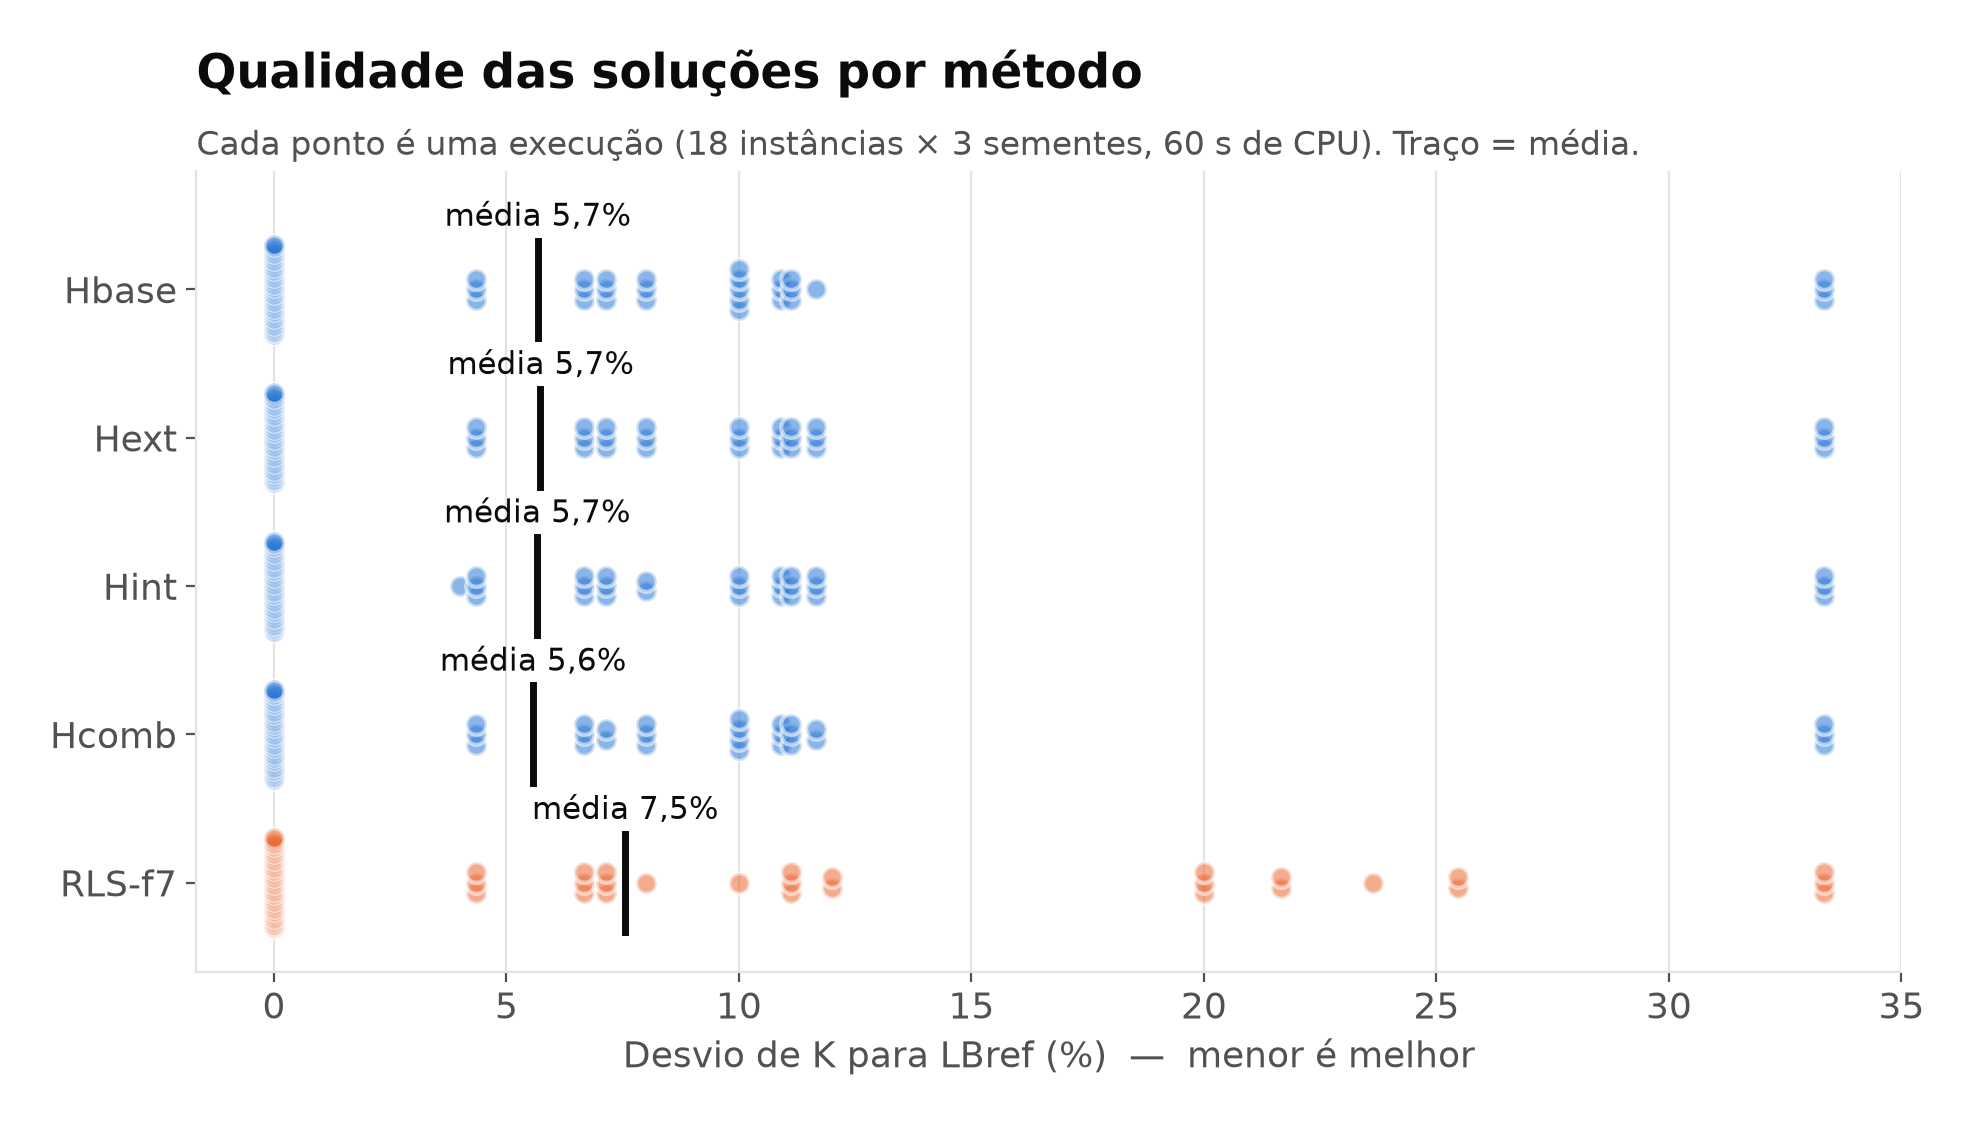 Qualidade das soluções por método
Cada ponto é uma execução (18 instâncias × 3 sementes, 60 s de CPU). Traço = média.
média 5,7%
Hbase
média 5,7%
Hext
média 5,7%
Hint
média 5,6%
Hcomb
média 7,5%
RLS-f7
0 5 10 15 20 25 30 35
Desvio de K para LBref (%) — menor é melhor